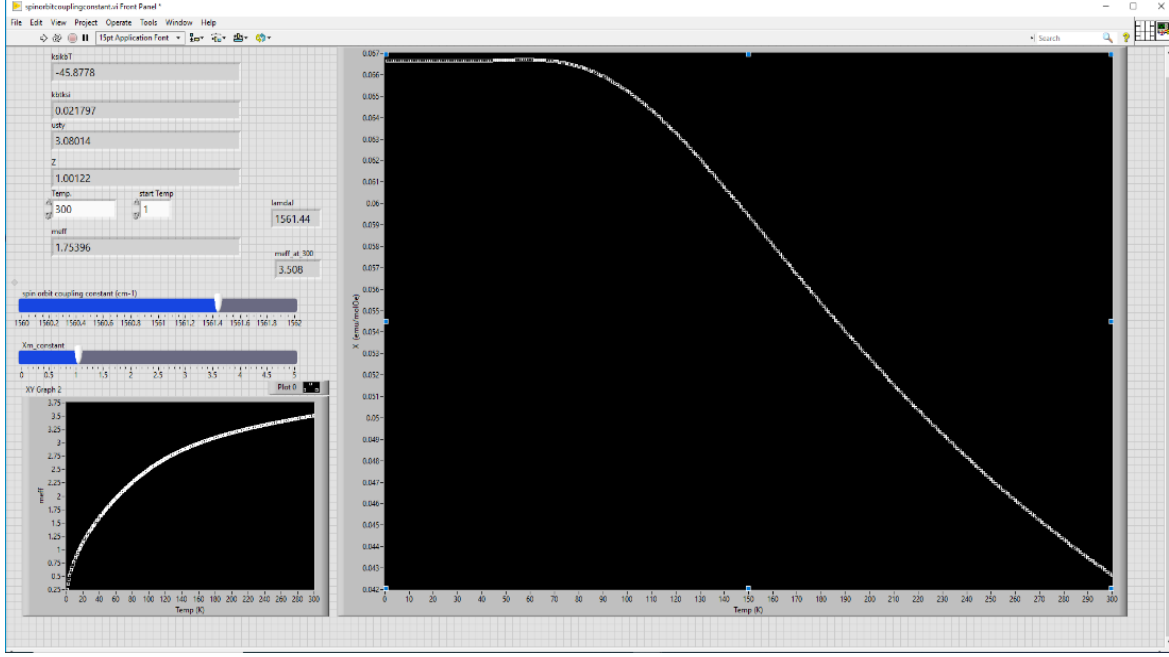 spinorbitcouplingconstant.vi Front Panel *
File Edit View Project Operate Tools Window Help
15pt Application Font
Search
ksikbT
-45.8778
kbtksi
0.021797
usty
3.08014
Z
1.00122
Temp. start Temp
300 1
lamdal
1561.44
meff
1.75396
meff_at_300
3.508
spin orbit coupling constant (cm-1)
1560 1560.2 1560.4 1560.6 1560.8 1561 1561.2 1561.4 1561.6 1561.8 1562
Xm_constant
0 0.5 1 1.5 2 2.5 3 3.5 4 4.5 5
XY Graph 2
Plot 0
3.75
3.5
3.25
3
2.75
2.5
2.25
2
1.75
1.5
1.25
1
0.75
0.5
0.25
meff
0 20 40 60 80 100 120 140 160 180 200 220 240 260 280 300
Temp (K)
0.067
0.066
0.065
0.064
0.063
0.062
0.061
0.06
0.059
0.058
0.057
0.056
0.055
0.054
0.053
0.052
0.051
0.05
0.049
0.048
0.047
0.046
0.045
0.044
0.043
0.042
X (emu/molOe)
0 10 20 30 40 50 60 70 80 90 100 110 120 130 140 150 160 170 180 190 200 210 220 230 240 250 260 270 280 290 300
Temp (K)